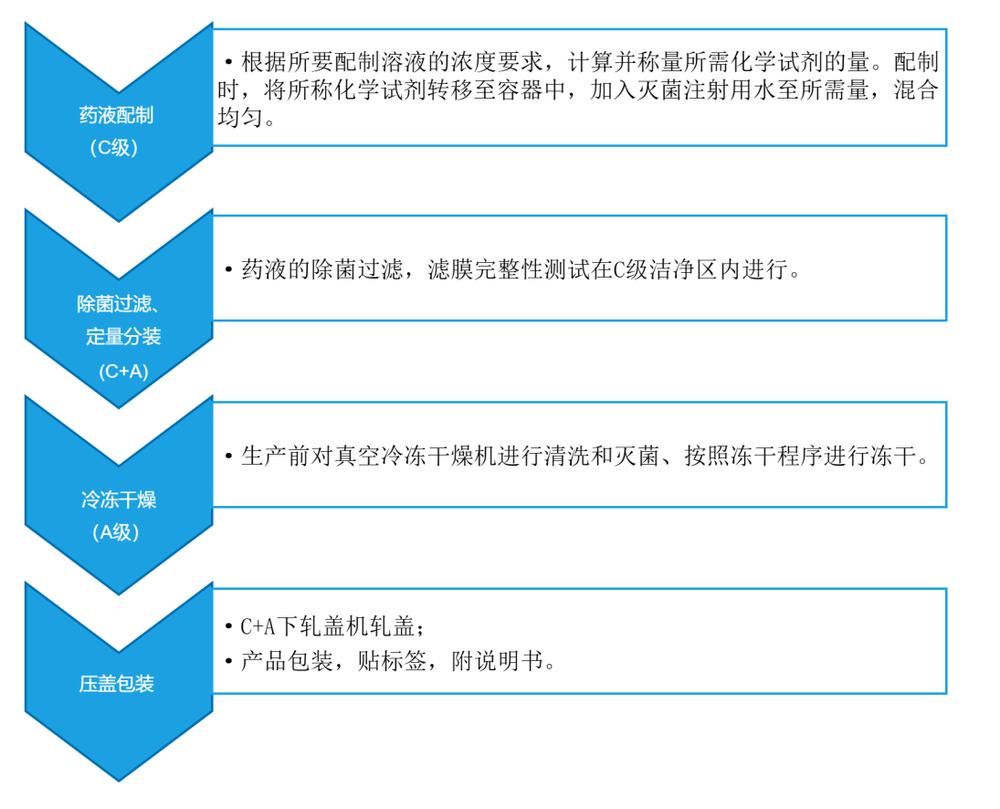 药液配制
（C级）
•根据所要配制溶液的浓度要求，计算并称量所需化学试剂的量。配制
时，将所称化学试剂转移至容器中，加入灭菌注射用水至所需量，混合
均匀。
除菌过滤、
定量分装
(C+A)
•药液的除菌过滤，滤膜完整性测试在C级洁净区内进行。
冷冻干燥
（A级）
•生产前对真空冷冻干燥机进行清洗和灭菌、按照冻干程序进行冻干。
压盖包装
•C+A下轧盖机轧盖；
•产品包装，贴标签，附说明书。